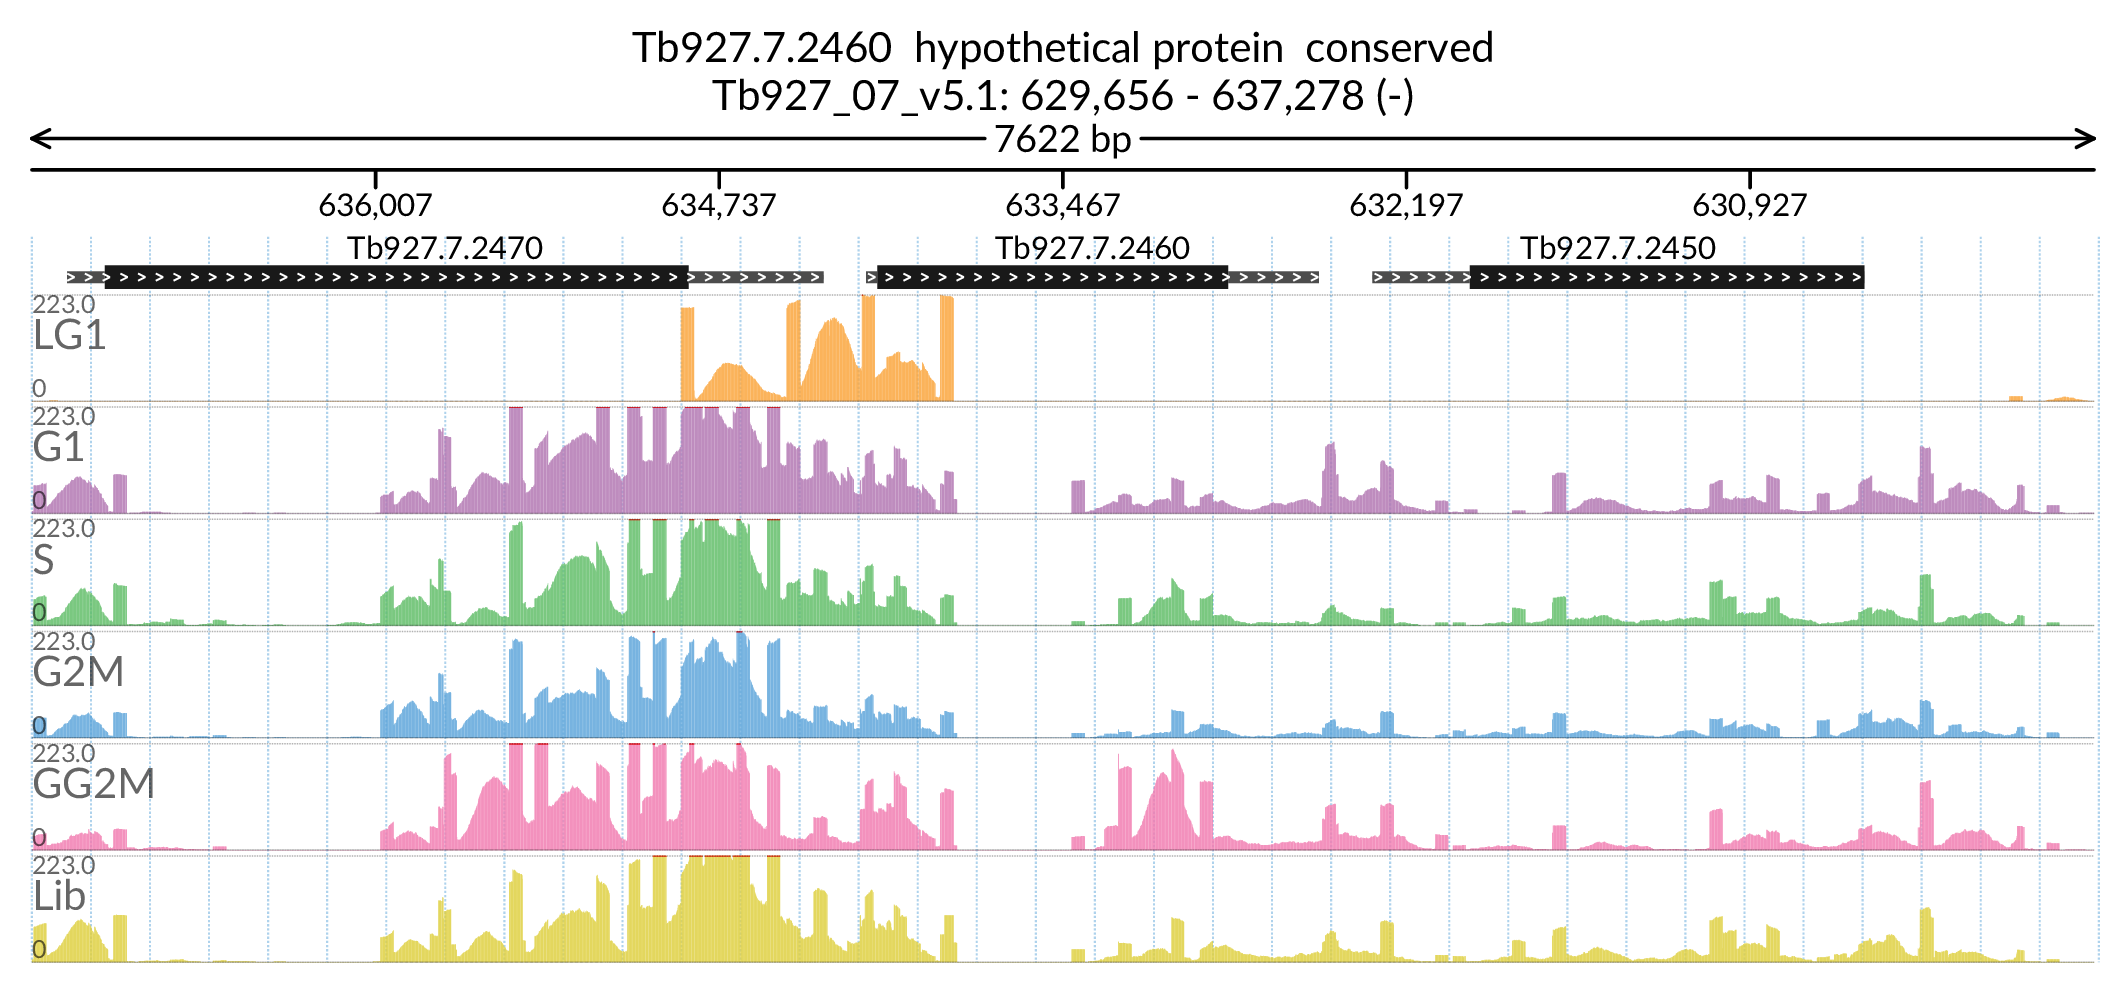 Tb927.7.2460  hypothetical protein  conserved
Tb927_07_v5.1: 629,656 - 637,278 (-)
7622 bp
636,007 634,737 633,467 632,197 630,927
Tb927.7.2470 Tb927.7.2460 Tb927.7.2450
223.0
LG1
0
223.0
G1
0
223.0
S
0
223.0
G2M
0
223.0
GG2M
0
223.0
Lib
0